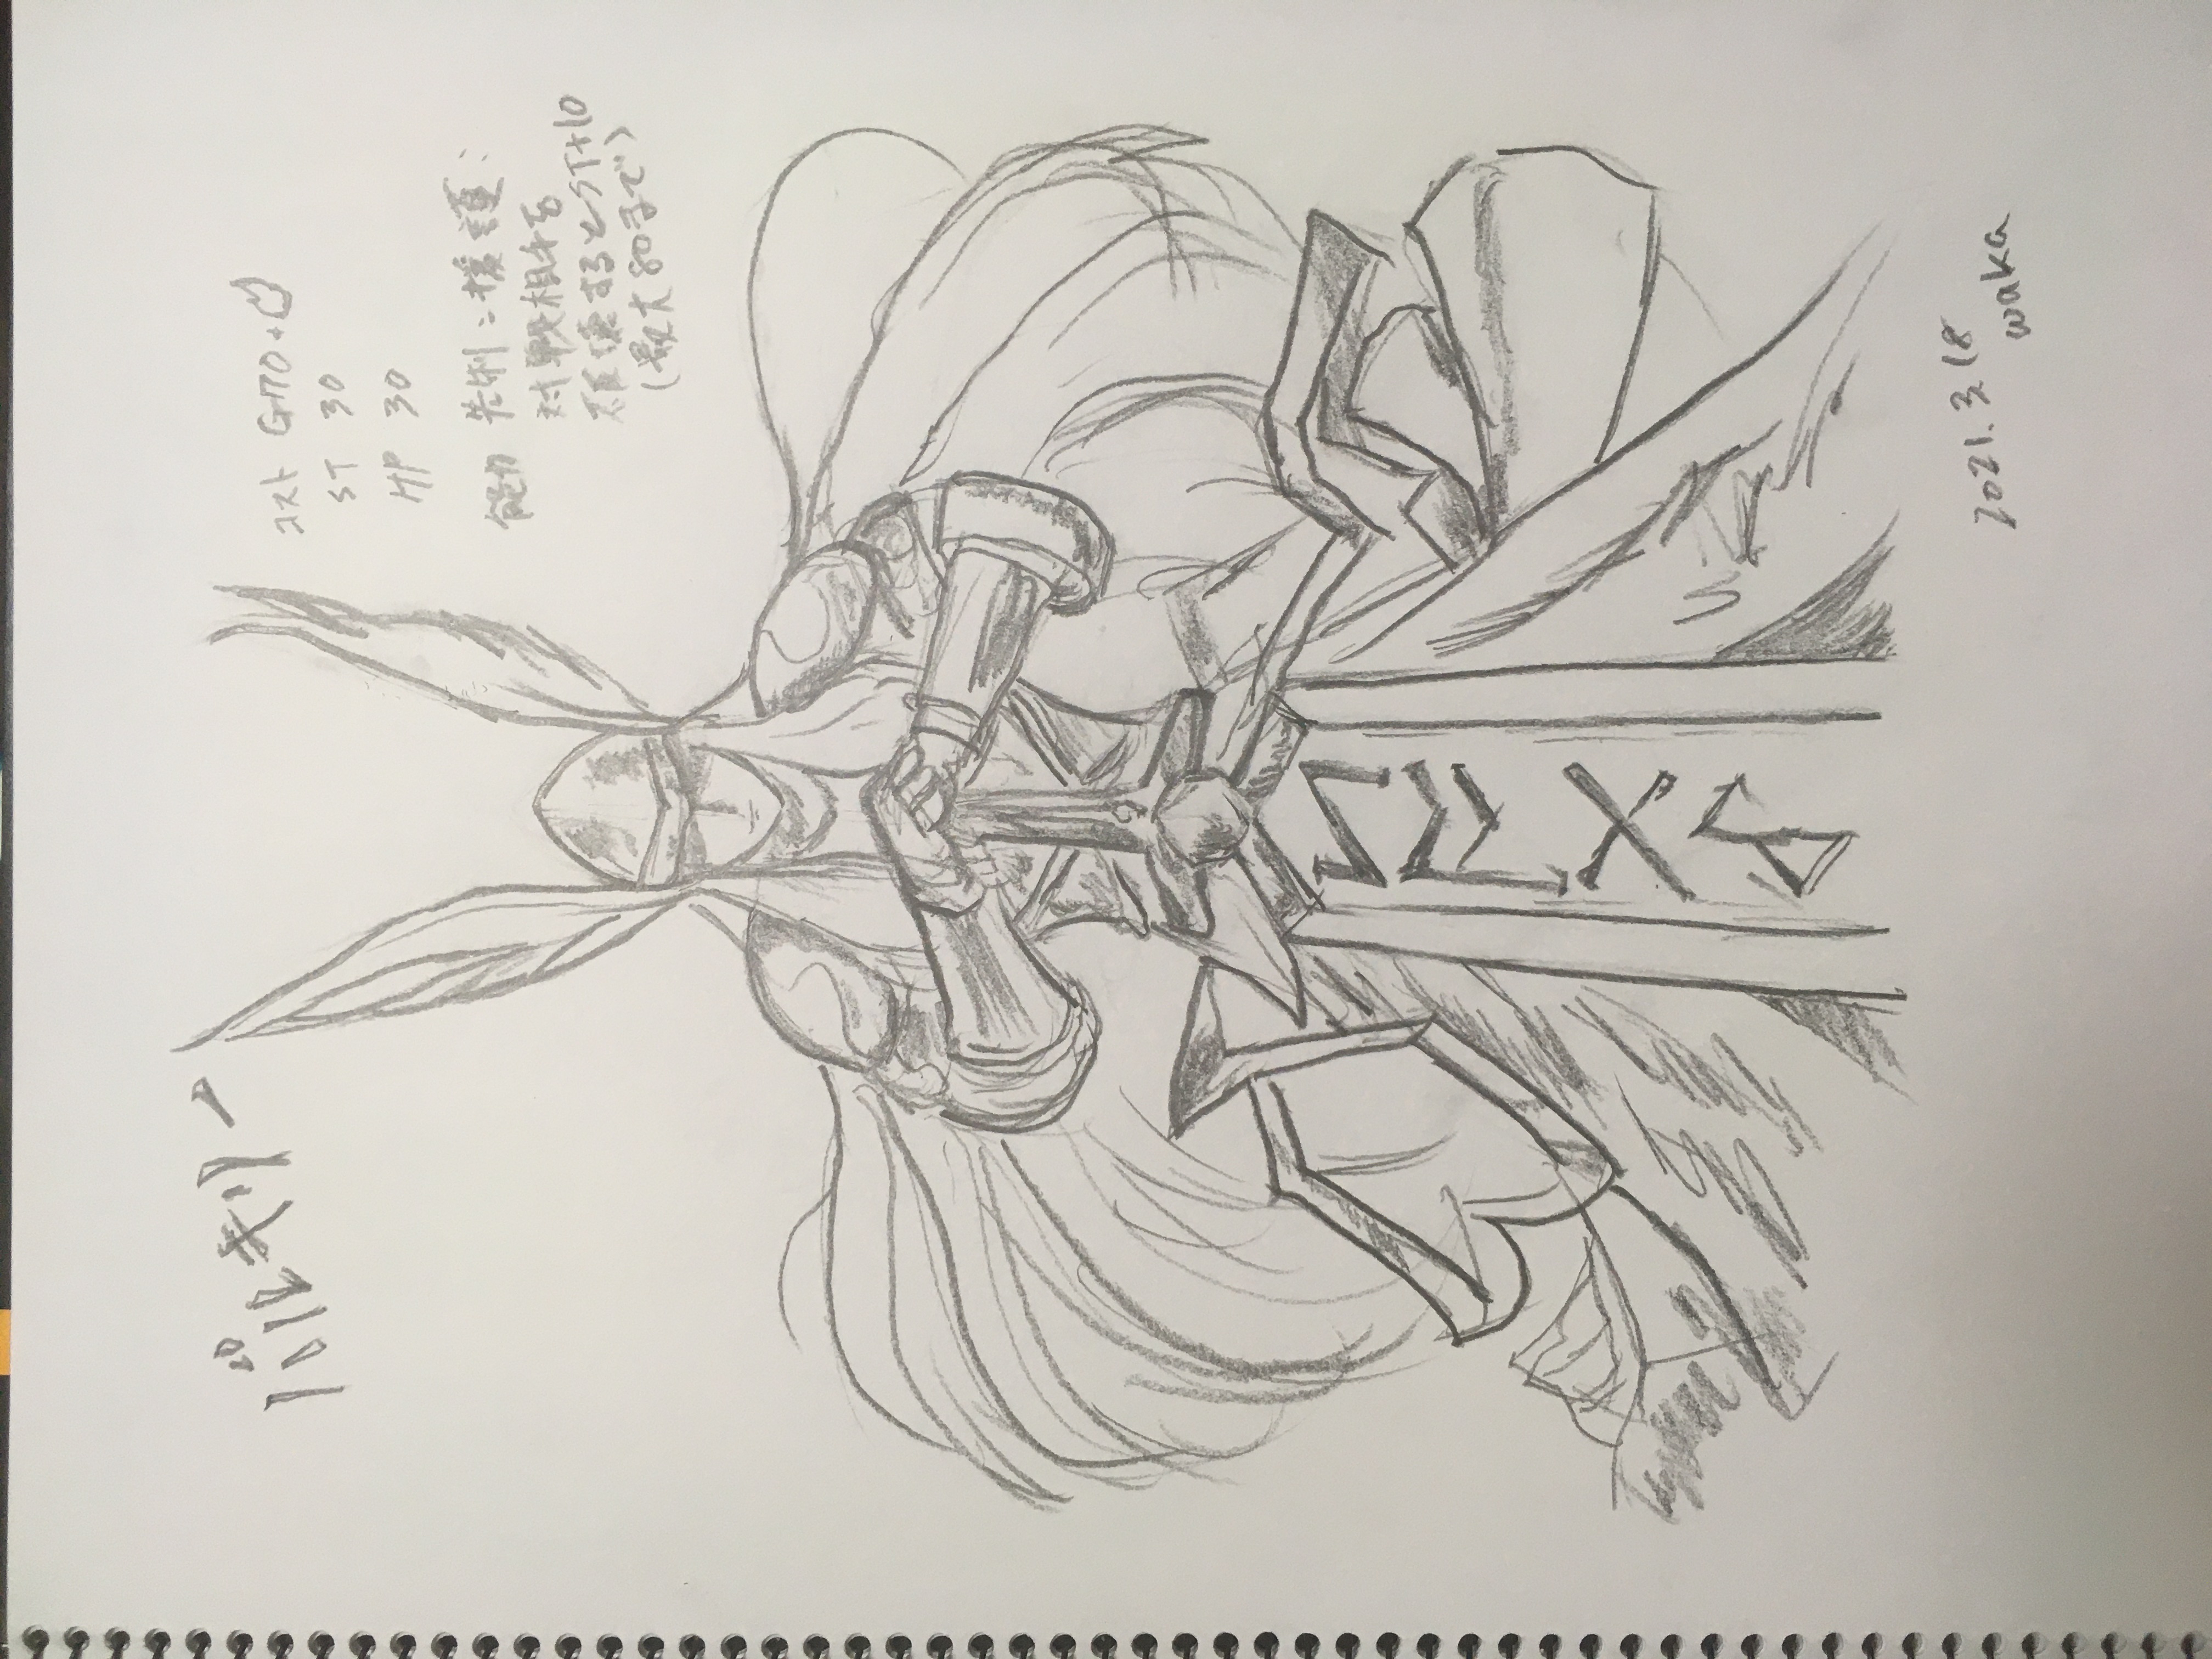 バルキリー
コスト G70+
ST 30
HP 30
能力 先制：援護：
対戦相手を
破壊するとST+10
（最大80まで）
2021.3.18
waka